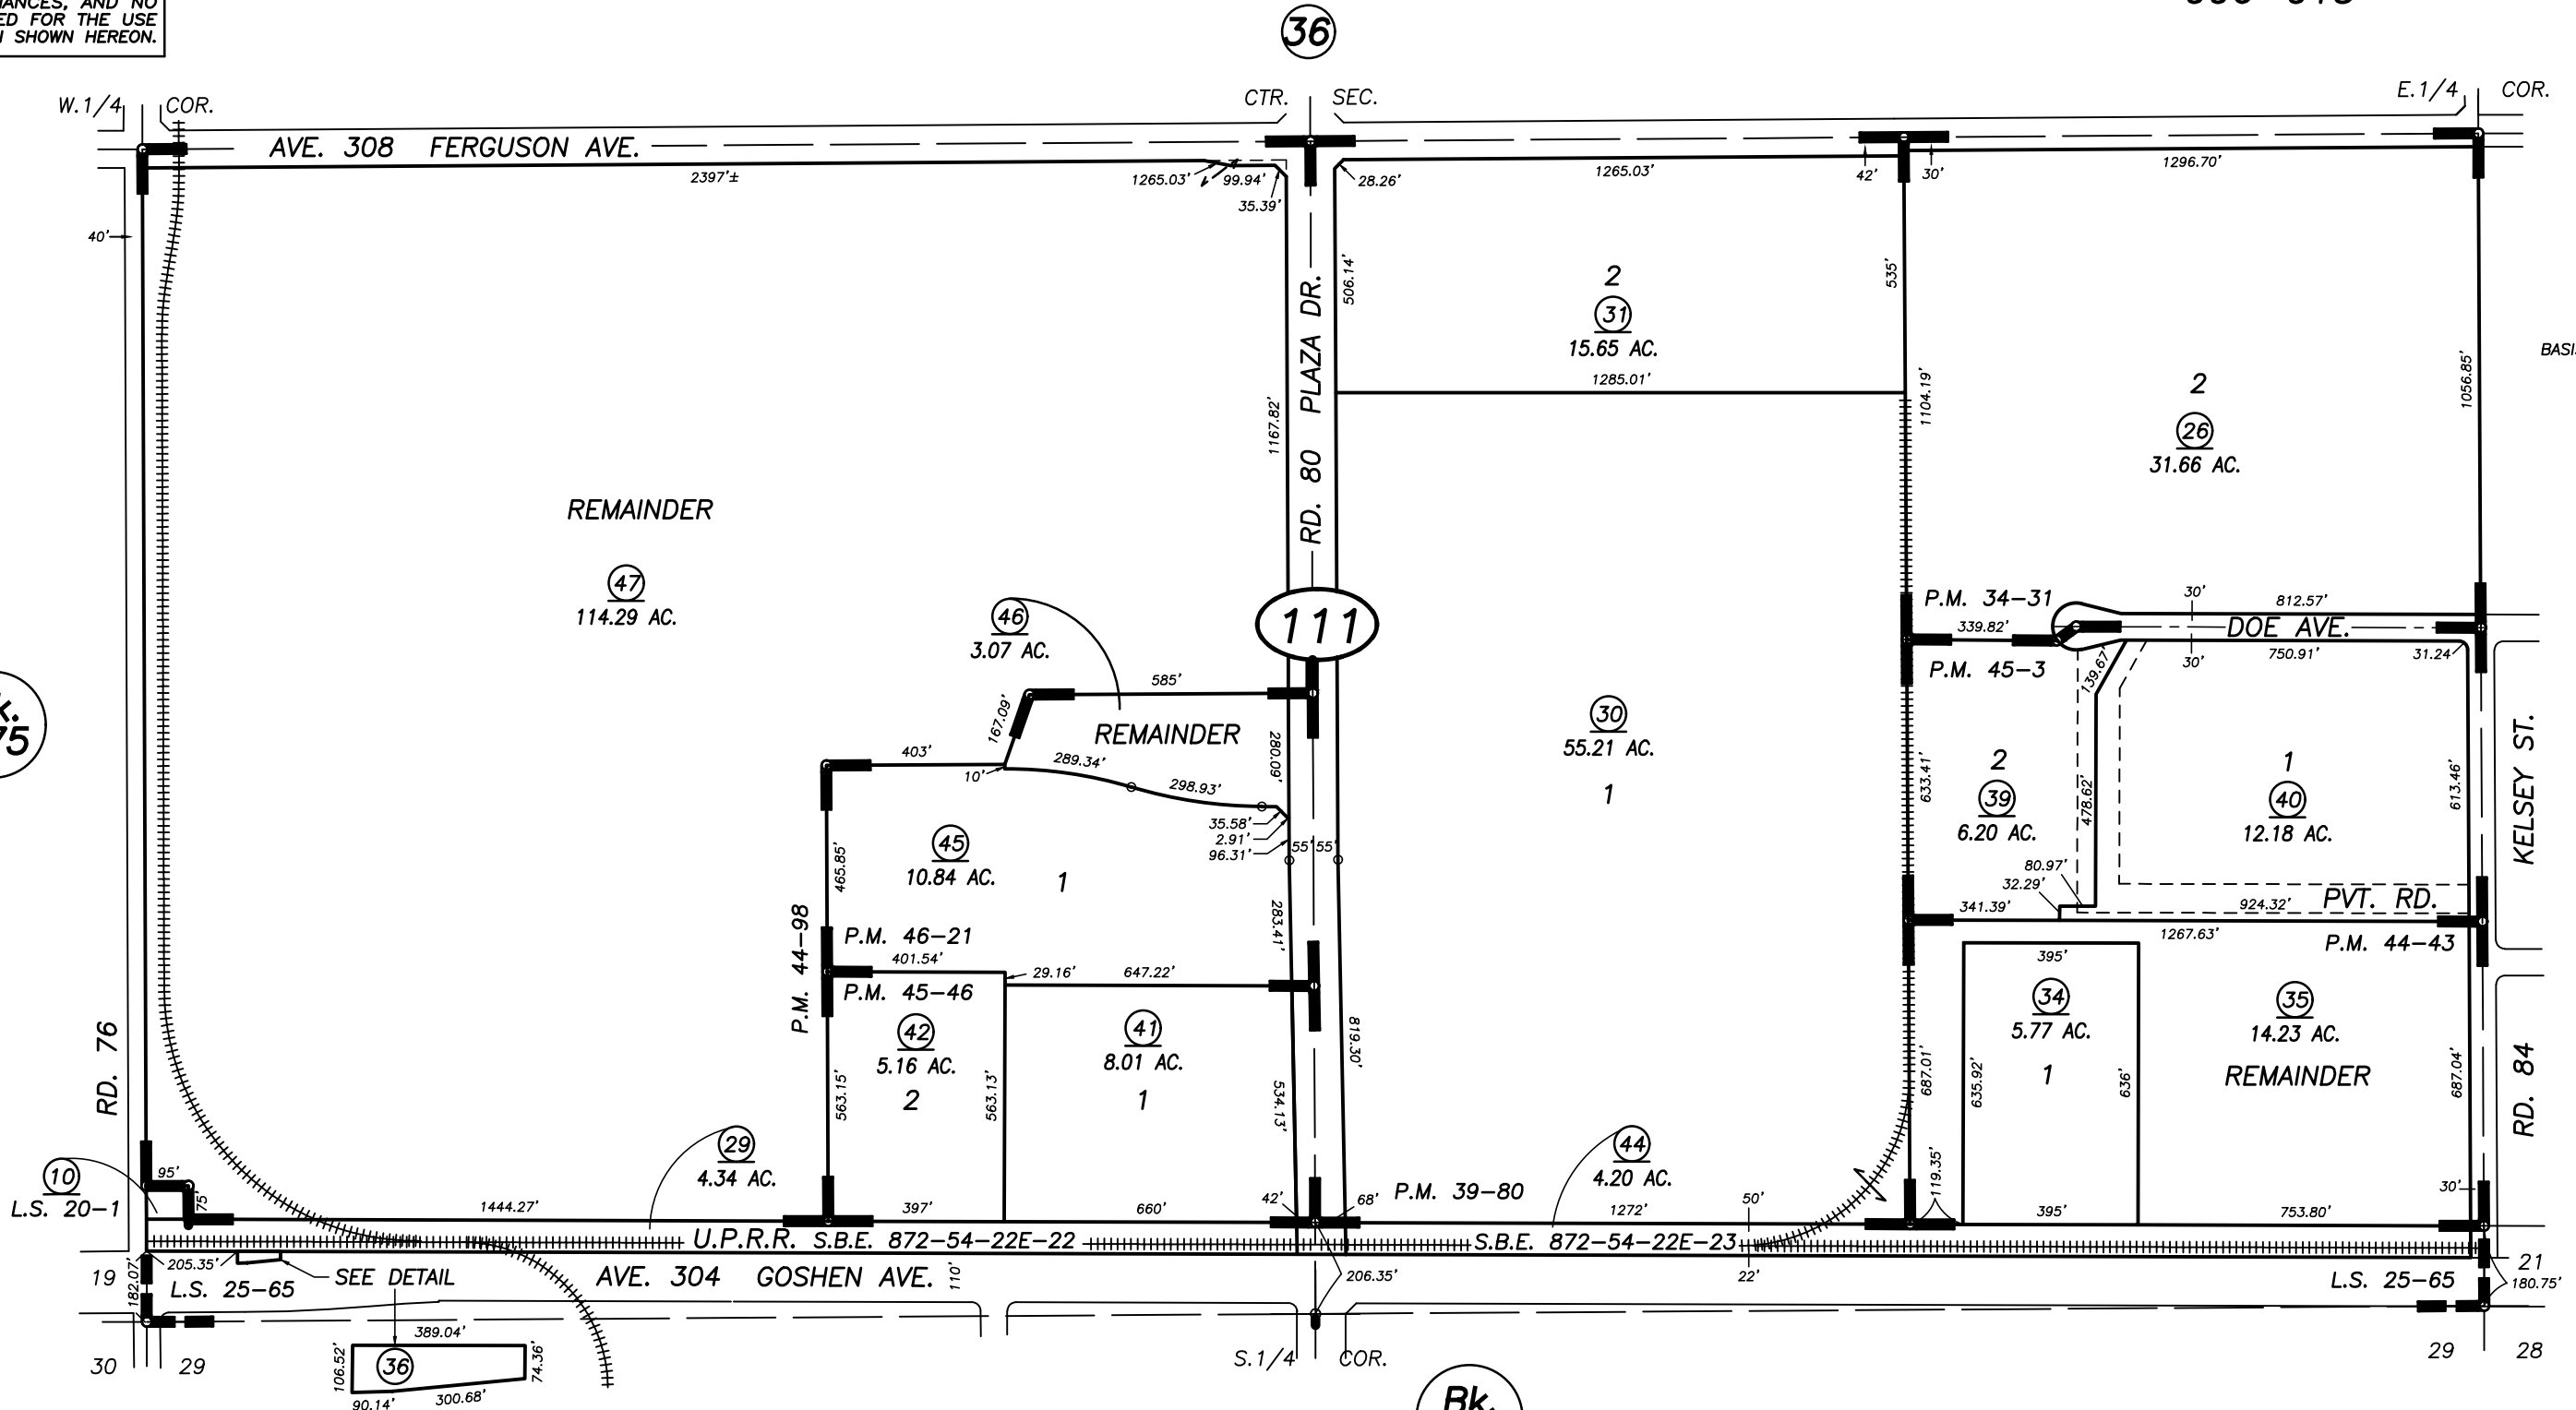 ED FOR THE USE
SHOWN HEREON.
36
W.1/4 COR.
CTR. SEC.
E.1/4 COR.
AVE. 308 FERGUSON AVE.
2397'±
1265.03'
99.94'
35.39'
28.26'
1265.03'
42'
30'
1296.70'
40'
RD. 80 PLAZA DR.
506.14'
535'
2
31
15.65 AC.
1285.01'
1167.82'
1104.19'
1056.85'
2
26
31.66 AC.
BASI
REMAINDER
47
114.29 AC.
46
3.07 AC.
111
585'
167.09'
REMAINDER
280.09'
403'
10'
289.34'
298.93'
35.58'
2.91'
96.31'
55' 55'
30
55.21 AC.
1
P.M. 34-31
339.82'
P.M. 45-3
30'
812.57'
DOE AVE.
30'
750.91'
31.24
139.67'
633.41'
2
39
6.20 AC.
478.62'
1
40
12.18 AC.
613.46'
KELSEY ST.
80.97'
32.29'
341.39'
924.32'
PVT. RD.
1267.63'
P.M. 44-43
75
465.85'
45
10.84 AC.
1
P.M. 44-98
P.M. 46-21
401.54'
P.M. 45-46
29.16'
647.22'
283.41'
42
5.16 AC.
2
563.15'
563.13'
41
8.01 AC.
1
534.13'
819.30'
395'
34
5.77 AC.
1
687.01'
635.92'
636'
35
14.23 AC.
REMAINDER
687.04'
RD. 84
RD. 76
10
L.S. 20-1
95'
75'
29
4.34 AC.
1444.27'
397'
660'
42'
68'
P.M. 39-80
44
4.20 AC.
1272'
50'
119.35'
395'
753.80'
30'
U.P.R.R. S.B.E. 872-54-22E-22
S.B.E. 872-54-22E-23
19
182.07'
205.35'
L.S. 25-65
SEE DETAIL
AVE. 304 GOSHEN AVE.
110'
206.35'
22'
L.S. 25-65
21
180.75'
30 29
389.04'
106.52'
36
74.36'
90.14'
300.68'
S.1/4 COR.
29 28
Bk.